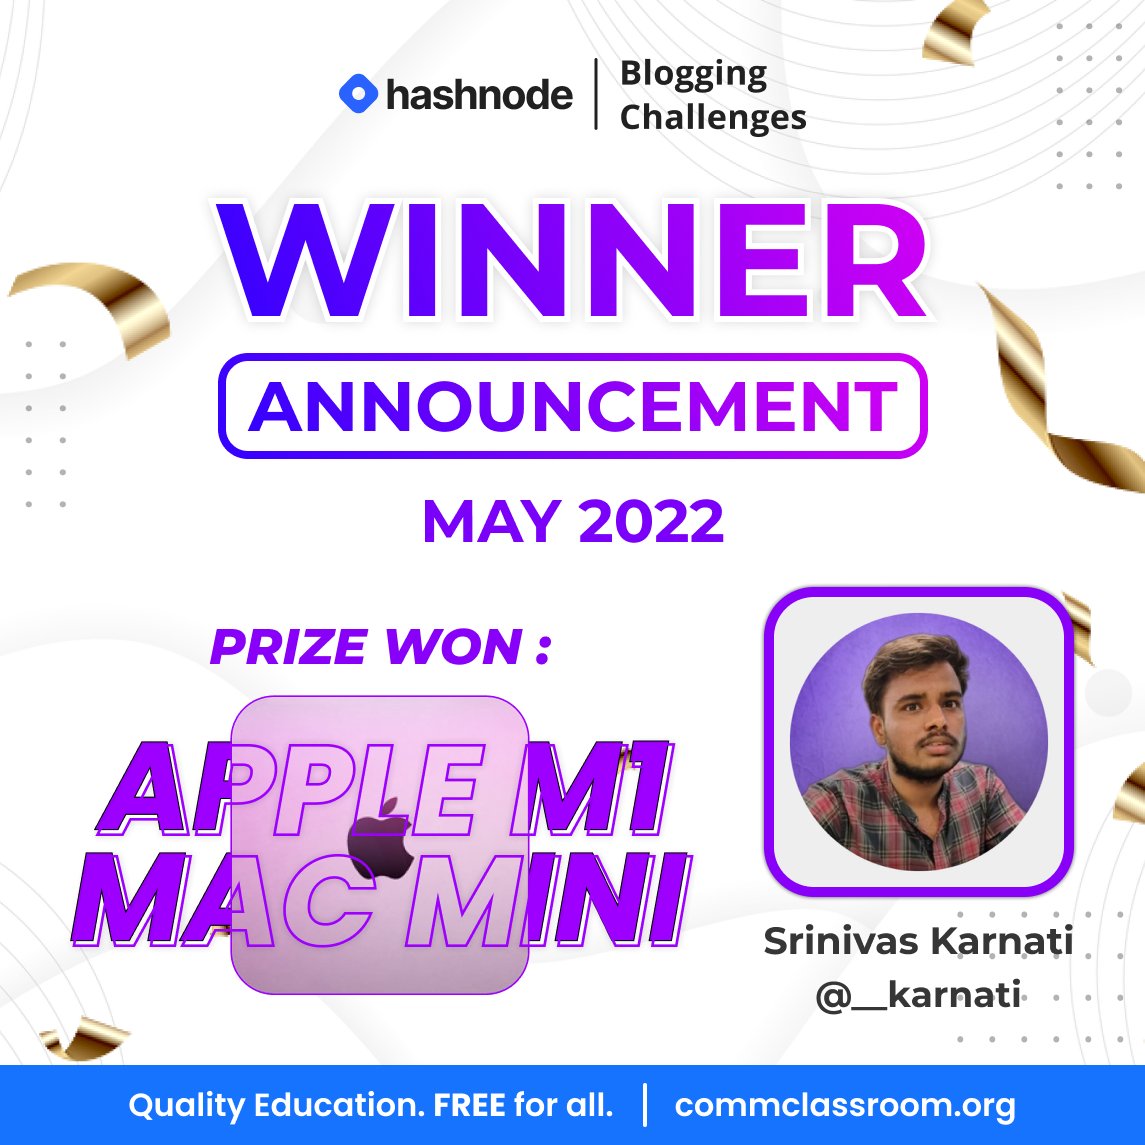 hashnode
Blogging
Challenges
WINNER
ANNOUNCEMENT
MAY 2022
PRIZE WON :
APPLE M1
MAC MINI
Srinivas Karnati
@__karnati
Quality Education. FREE for all.
commclassroom.org